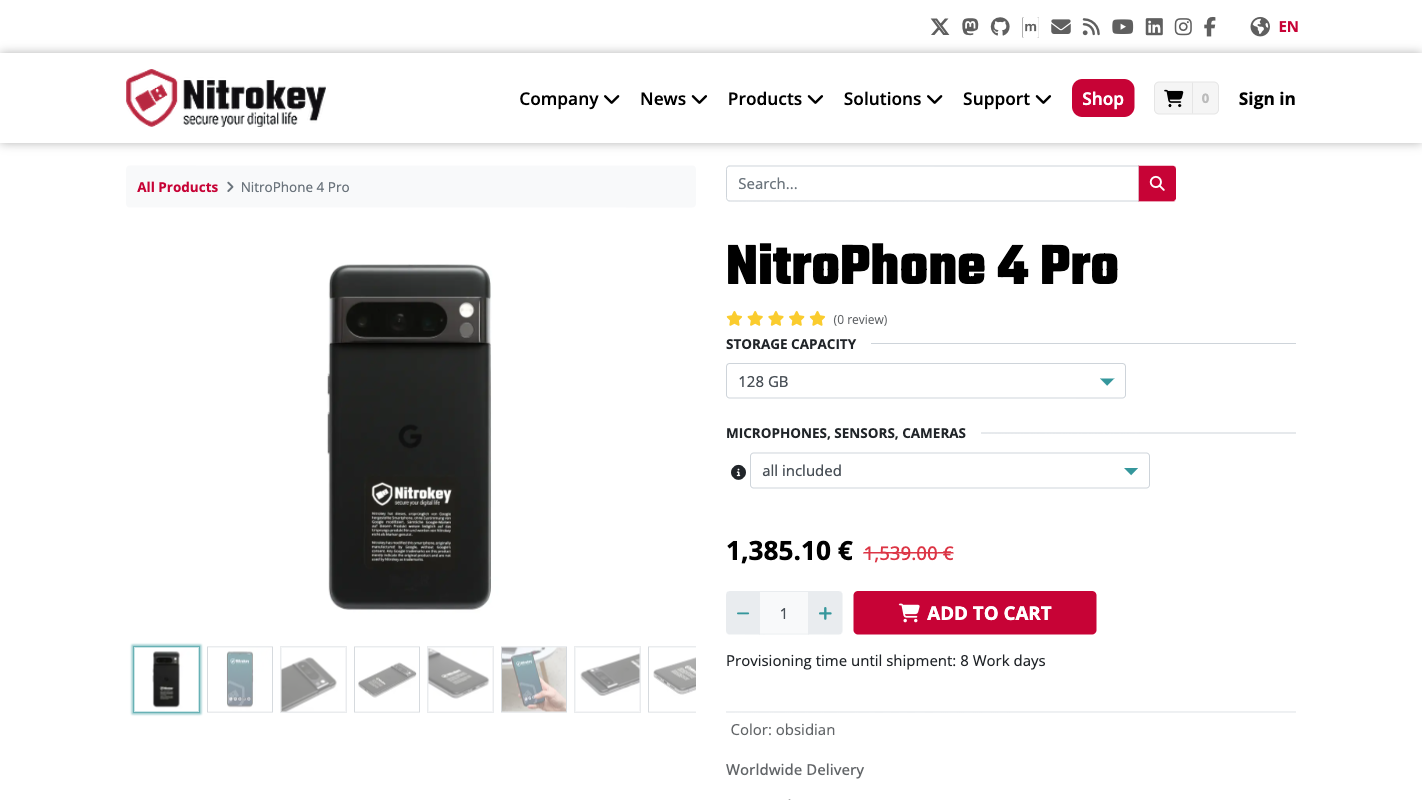 m
EN
Nitrokey
secure your digital life
Company
News
Products
Solutions
Support
Shop
0
Sign in
All Products
NitroPhone 4 Pro
Search...
NitroPhone 4 Pro
(0 review)
STORAGE CAPACITY
128 GB
MICROPHONES, SENSORS, CAMERAS
all included
Nitrokey
secure your digital life
1,385.10 € 1,539.00 €
1
ADD TO CART
Provisioning time until shipment: 8 Work days
Color: obsidian
Worldwide Delivery